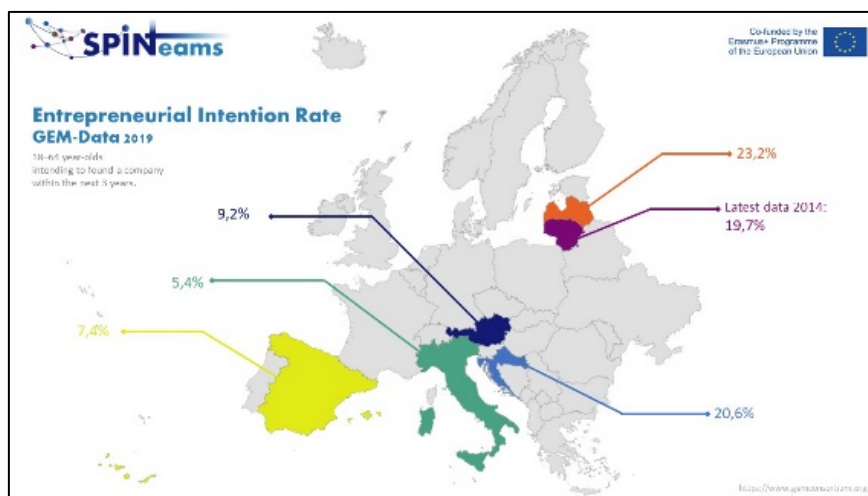 SPINteams
Co-funded by the
Erasmus+ Programme
of the European Union
Entrepreneurial Intention Rate
GEM-Data 2019
18-64 year-olds
intending to found a company
within the next 3 years.
23,2%
9,2%
Latest data 2014:
19,7%
5,4%
7,4%
20,6%
https://www.gemconsortium.org